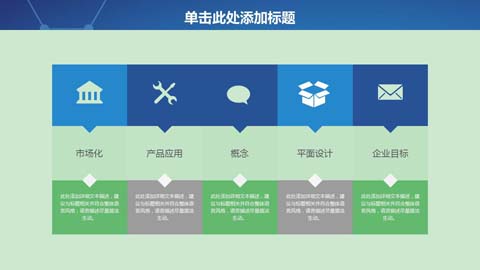 单击此处添加标题
市场化
产品应用
概念
平面设计
企业目标
此处添加详细文本描述，建
议与标题相关并符合整体语
言风格，语言描述尽量简洁
生动。
此处添加详细文本描述，建
议与标题相关并符合整体语
言风格，语言描述尽量简洁
生动。
此处添加详细文本描述，建
议与标题相关并符合整体语
言风格，语言描述尽量简洁
生动。
此处添加详细文本描述，建
议与标题相关并符合整体语
言风格，语言描述尽量简洁
生动。
此处添加详细文本描述，建
议与标题相关并符合整体语
言风格，语言描述尽量简洁
生动。